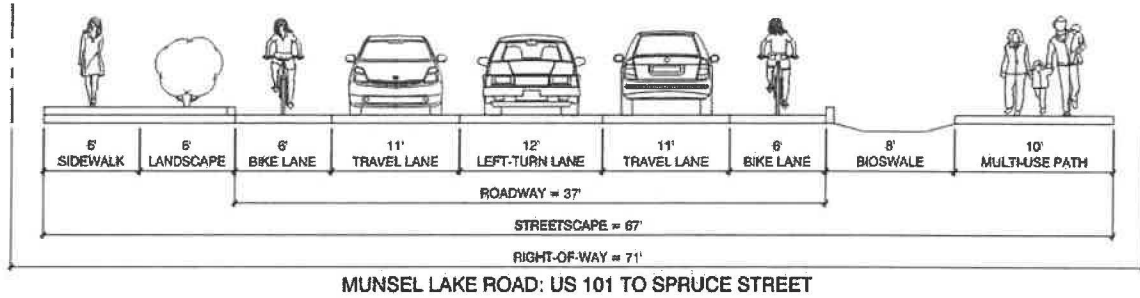 6' 6' 6' 11' 12' 11' 6' 8' 10'
SIDEWALK LANDSCAPE BIKE LANE TRAVEL LANE LEFT-TURN LANE TRAVEL LANE BIKE LANE BIOSWALE MULTI-USE PATH
ROADWAY = 37'
STREETSCAPE = 67'
RIGHT-OF-WAY = 71'
MUNSEL LAKE ROAD: US 101 TO SPRUCE STREET